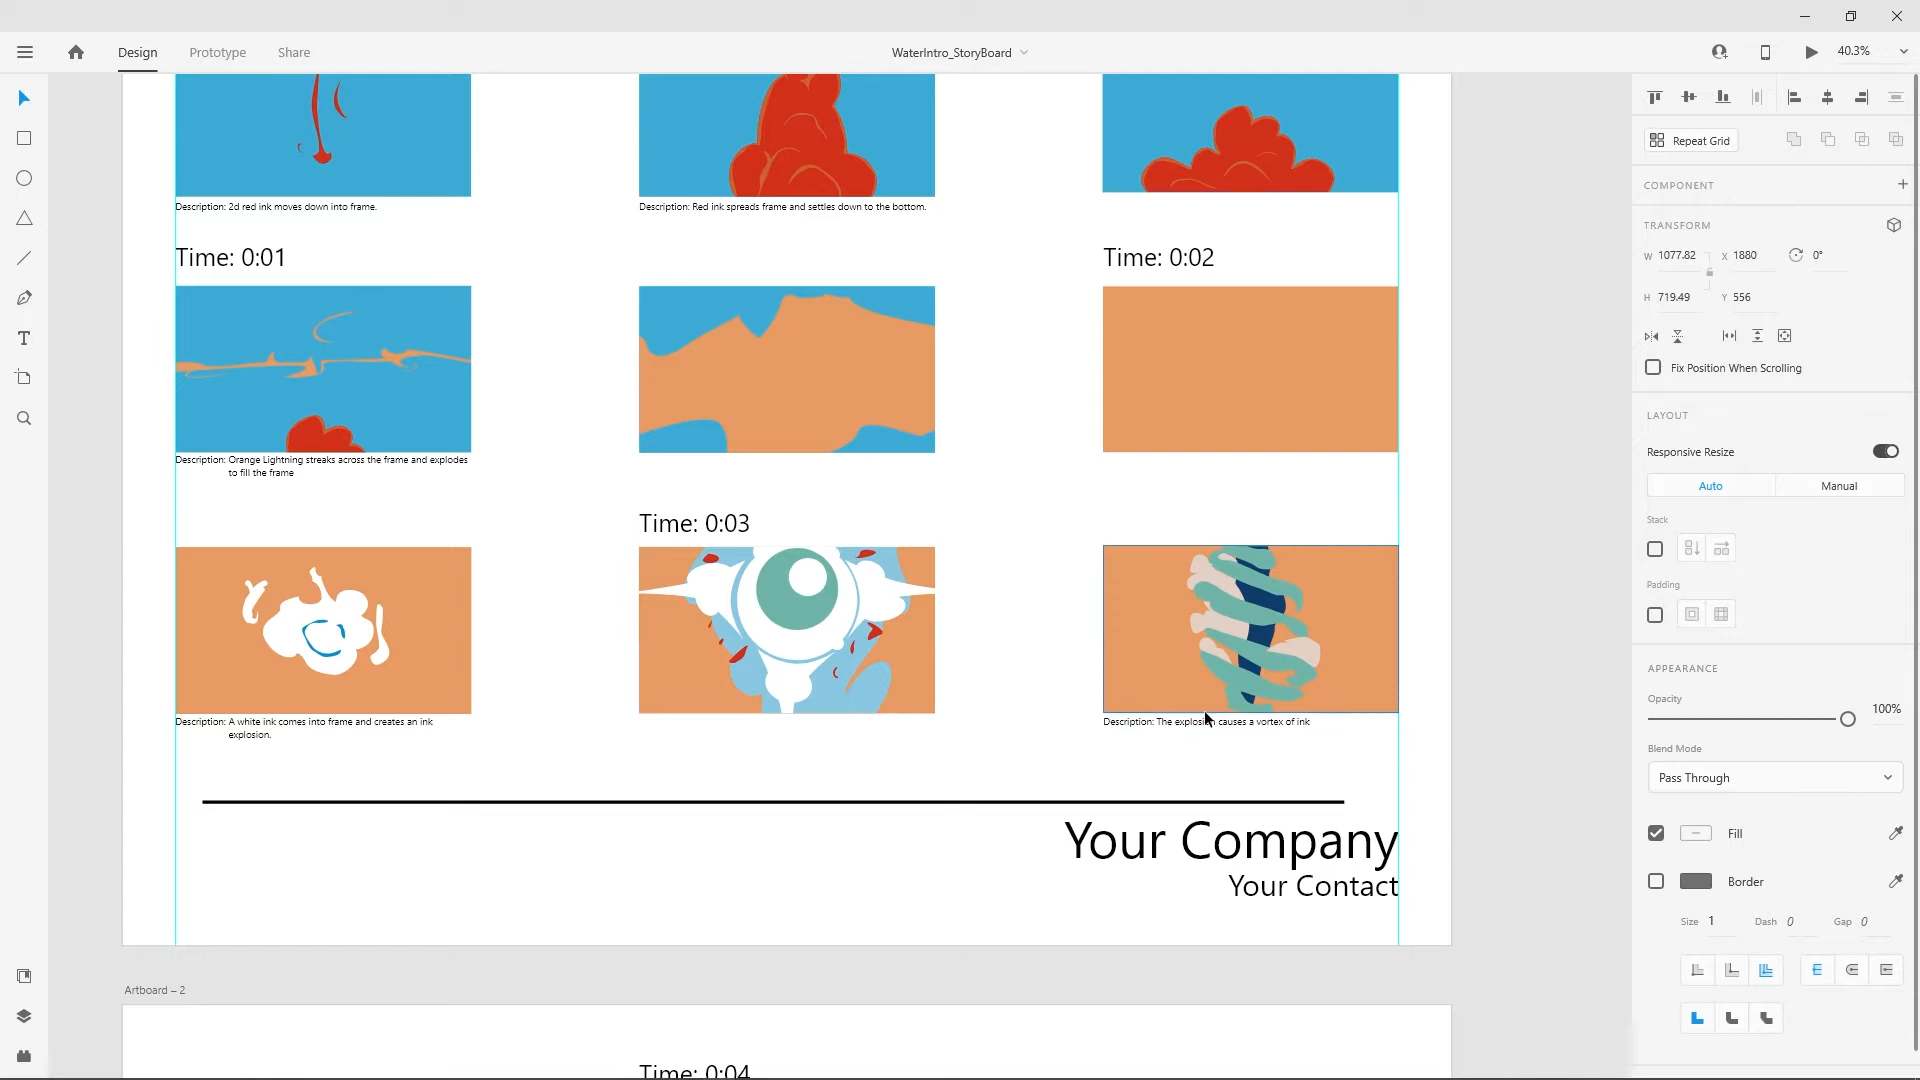 Design
Prototype
Share
WaterIntro_StoryBoard
40.3%
Description: 2d red ink moves down into frame.
Description: Red ink spreads frame and settles down to the bottom.
Time: 0:01
Time: 0:02
Description: Orange Lightning streaks across the frame and explodes
to fill the frame
Time: 0:03
Description: A white ink comes into frame and creates an ink
explosion.
Description: The explosion causes a vortex of ink
Your Company
Your Contact
Artboard – 2
Time: 0:04
Repeat Grid
COMPONENT
TRANSFORM
W 1077.82 X 1880 0°
H 719.49 Y 556
Fix Position When Scrolling
LAYOUT
Responsive Resize
Auto Manual
Stack
Padding
APPEARANCE
Opacity
100%
Blend Mode
Pass Through
Fill
Border
Size 1 Dash 0 Gap 0